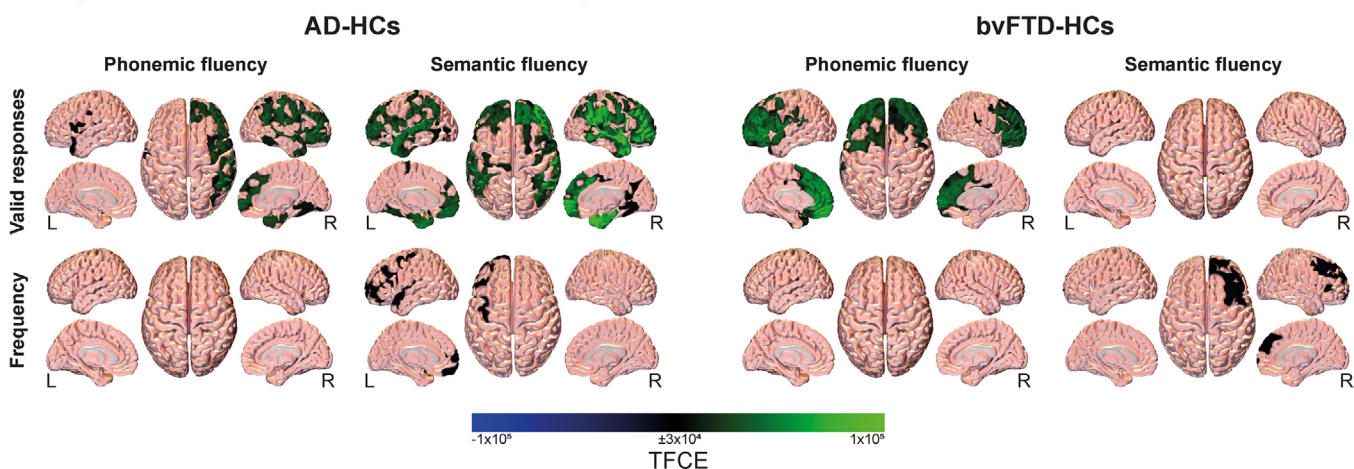 AD-HCs
bvFTD-HCs
Phonemic fluency
Semantic fluency
Phonemic fluency
Semantic fluency
Valid responses
L
R
L
R
L
R
L
R
Frequency
L
R
L
R
L
R
L
R
-1x10⁵
±3x10⁴
1x10⁵
TFCE